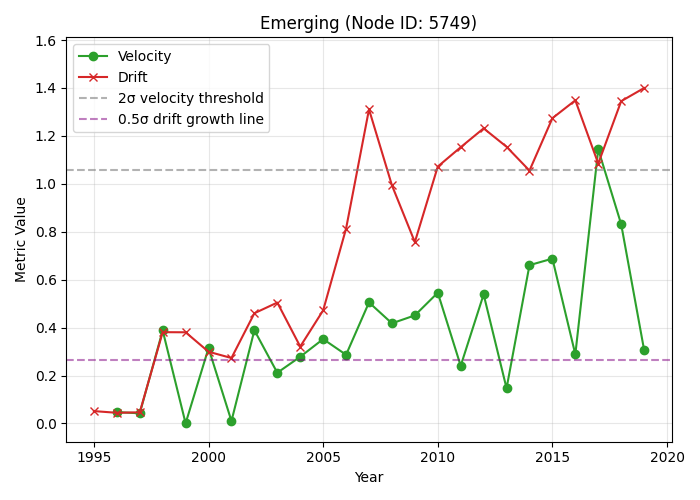 Emerging (Node ID: 5749)
Velocity
Drift
2σ velocity threshold
0.5σ drift growth line
Metric Value
1.6
1.4
1.2
1.0
0.8
0.6
0.4
0.2
0.0
1995
2000
2005
2010
2015
2020
Year